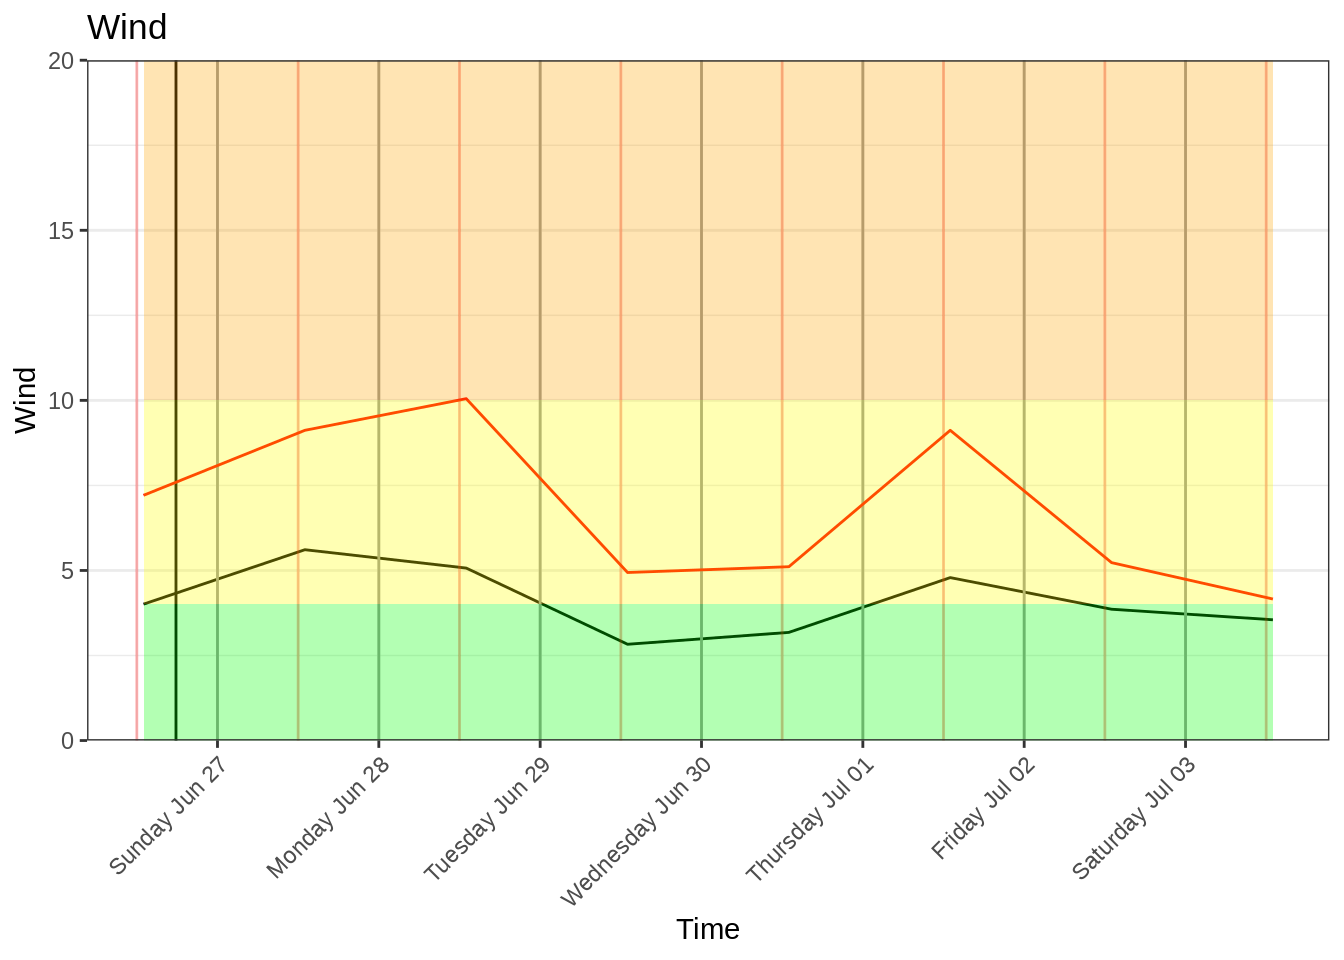 Wind
20
15
10
5
0
Wind
Sunday Jun 27
Monday Jun 28
Tuesday Jun 29
Wednesday Jun 30
Thursday Jul 01
Friday Jul 02
Saturday Jul 03
Time